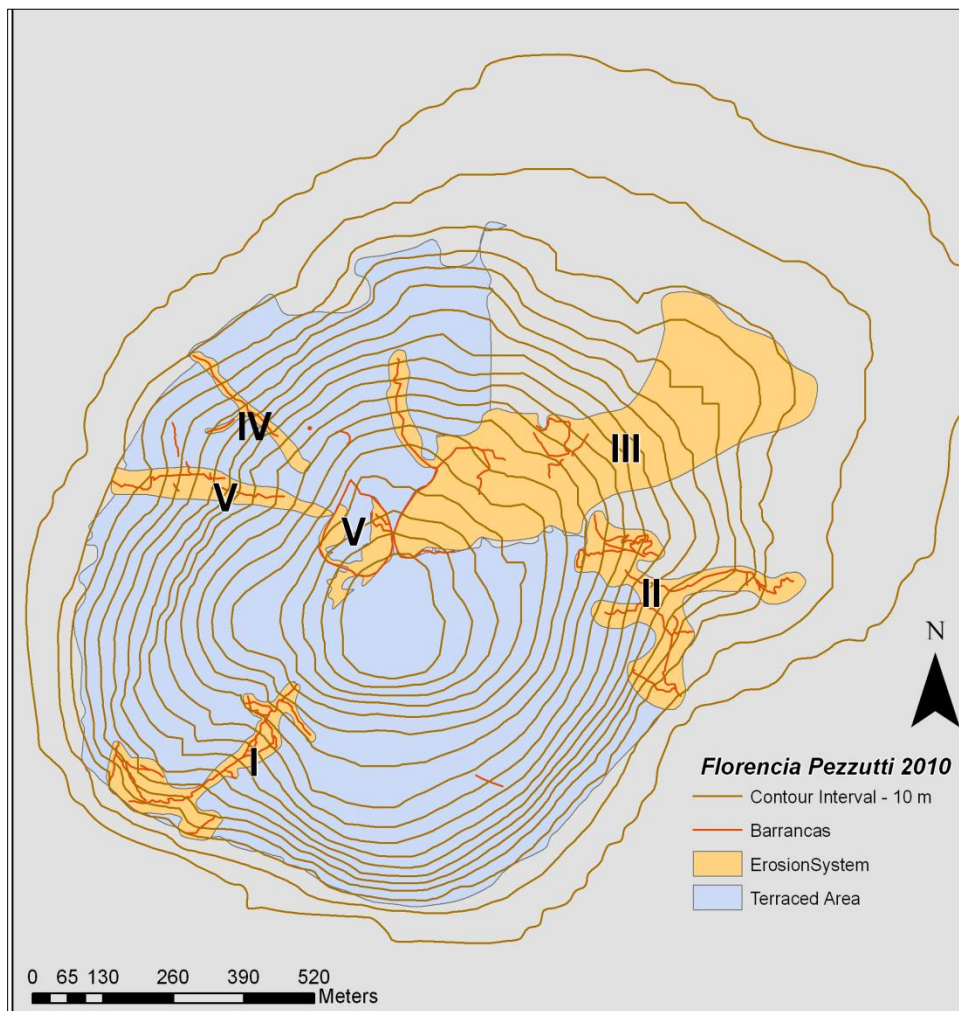 IV
III
V
V
II
N
I
Florencia Pezzutti 2010
Contour Interval - 10 m
Barrancas
ErosionSystem
Terraced Area
0 65 130 260 390 520
Meters